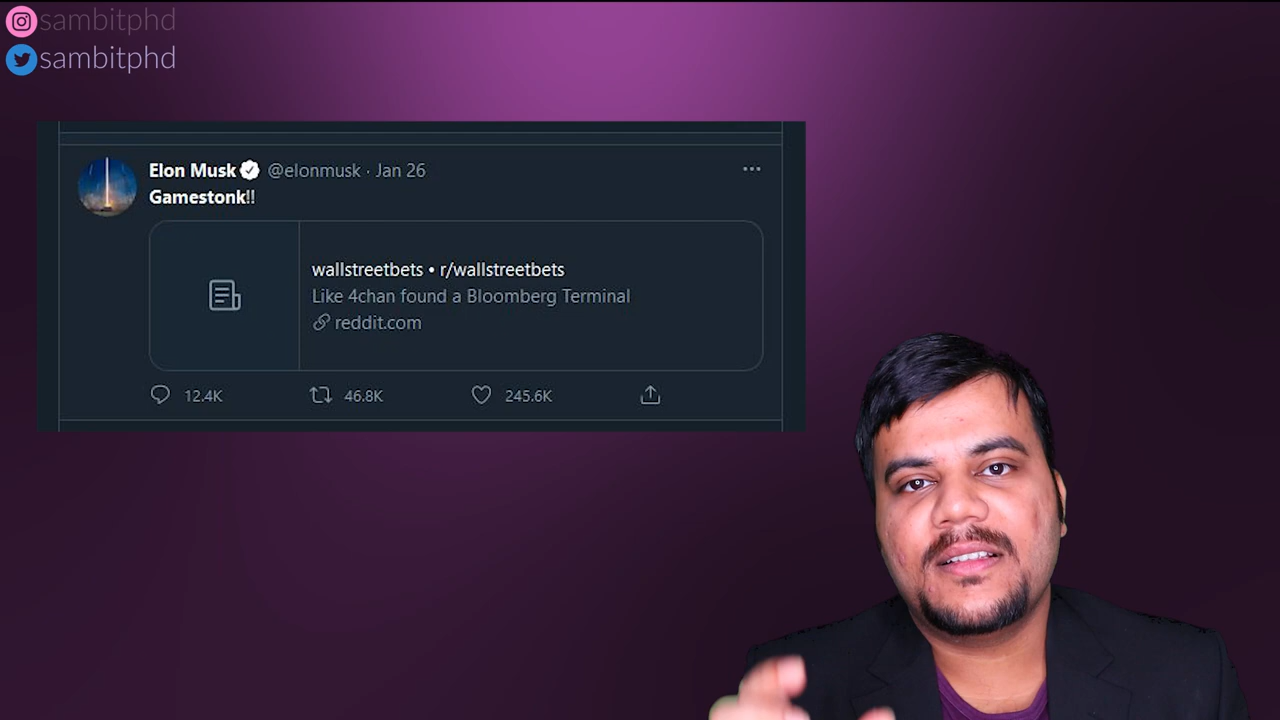 sambitphd
sambitphd
Elon Musk @elonmusk · Jan 26 ···
Gamestonk!!
wallstreetbets • r/wallstreetbets
Like 4chan found a Bloomberg Terminal
reddit.com
12.4K 46.8K 245.6K